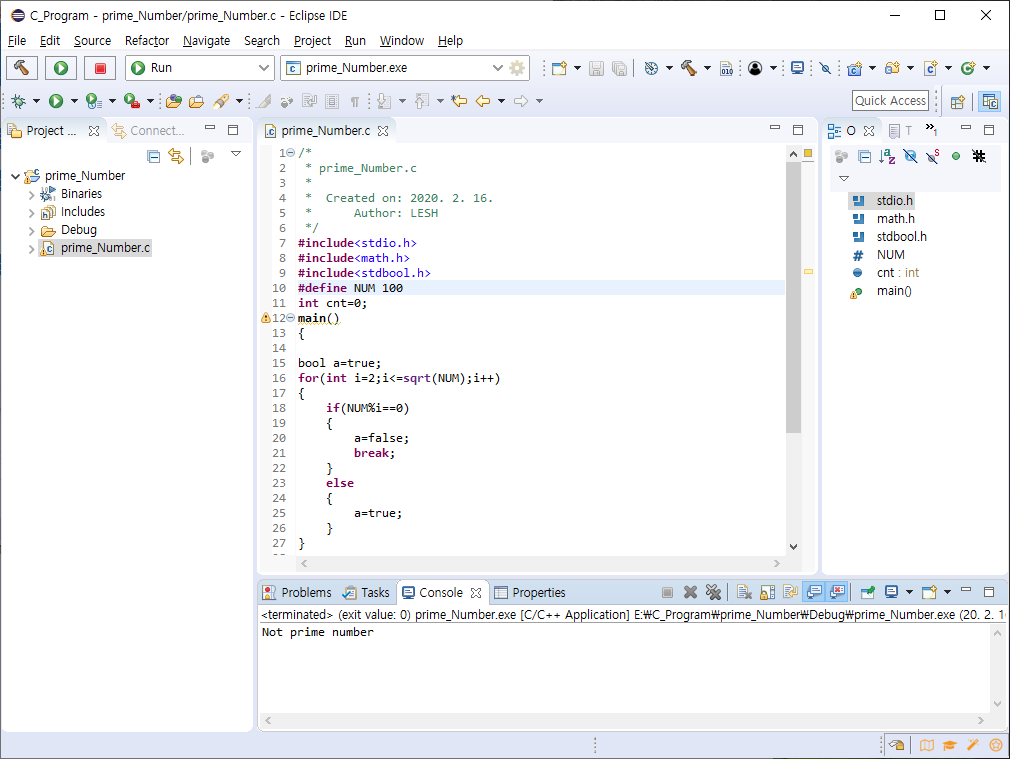 C_Program - prime_Number/prime_Number.c - Eclipse IDE
File Edit Source Refactor Navigate Search Project Run Window Help
Run
prime_Number.exe
010
Quick Access
Project ...
Connect...
prime_Number
Binaries
Includes
Debug
prime_Number.c
prime_Number.c
1 /*
2  * prime_Number.c
3  *
4  *  Created on: 2020. 2. 16.
5  *      Author: LESH
6  */
7 #include<stdio.h>
8 #include<math.h>
9 #include<stdbool.h>
10 #define NUM 100
11 int cnt=0;
12 main()
13 {
14
15 bool a=true;
16 for(int i=2;i<=sqrt(NUM);i++)
17 {
18     if(NUM%i==0)
19     {
20         a=false;
21         break;
22     }
23     else
24     {
25         a=true;
26     }
27 }
O
T
»1
stdio.h
math.h
stdbool.h
NUM
cnt : int
main()
Problems Tasks Console Properties
<terminated> (exit value: 0) prime_Number.exe [C/C++ Application] E:₩C_Program₩prime_Number₩Debug₩prime_Number.exe (20. 2. 1
Not prime number